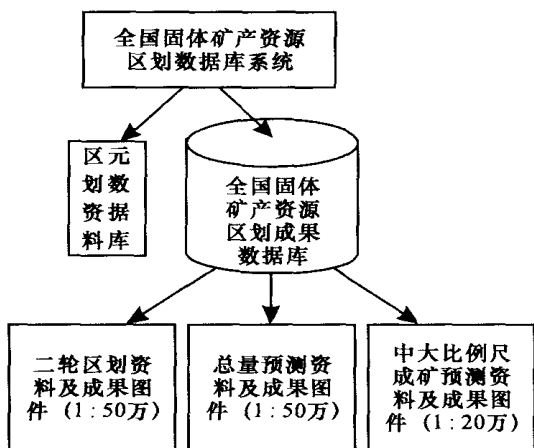 全国固体矿产资源
区划数据库系统
区元
划数
资据
料库
全国固体
矿产资源
区划成果
数据库
二轮区划资
料及成果图
件（1：50万）
总量预测资
料及成果图
件（1：50万）
中大比例尺
成矿预测资
料及成果图
件（1：20万）